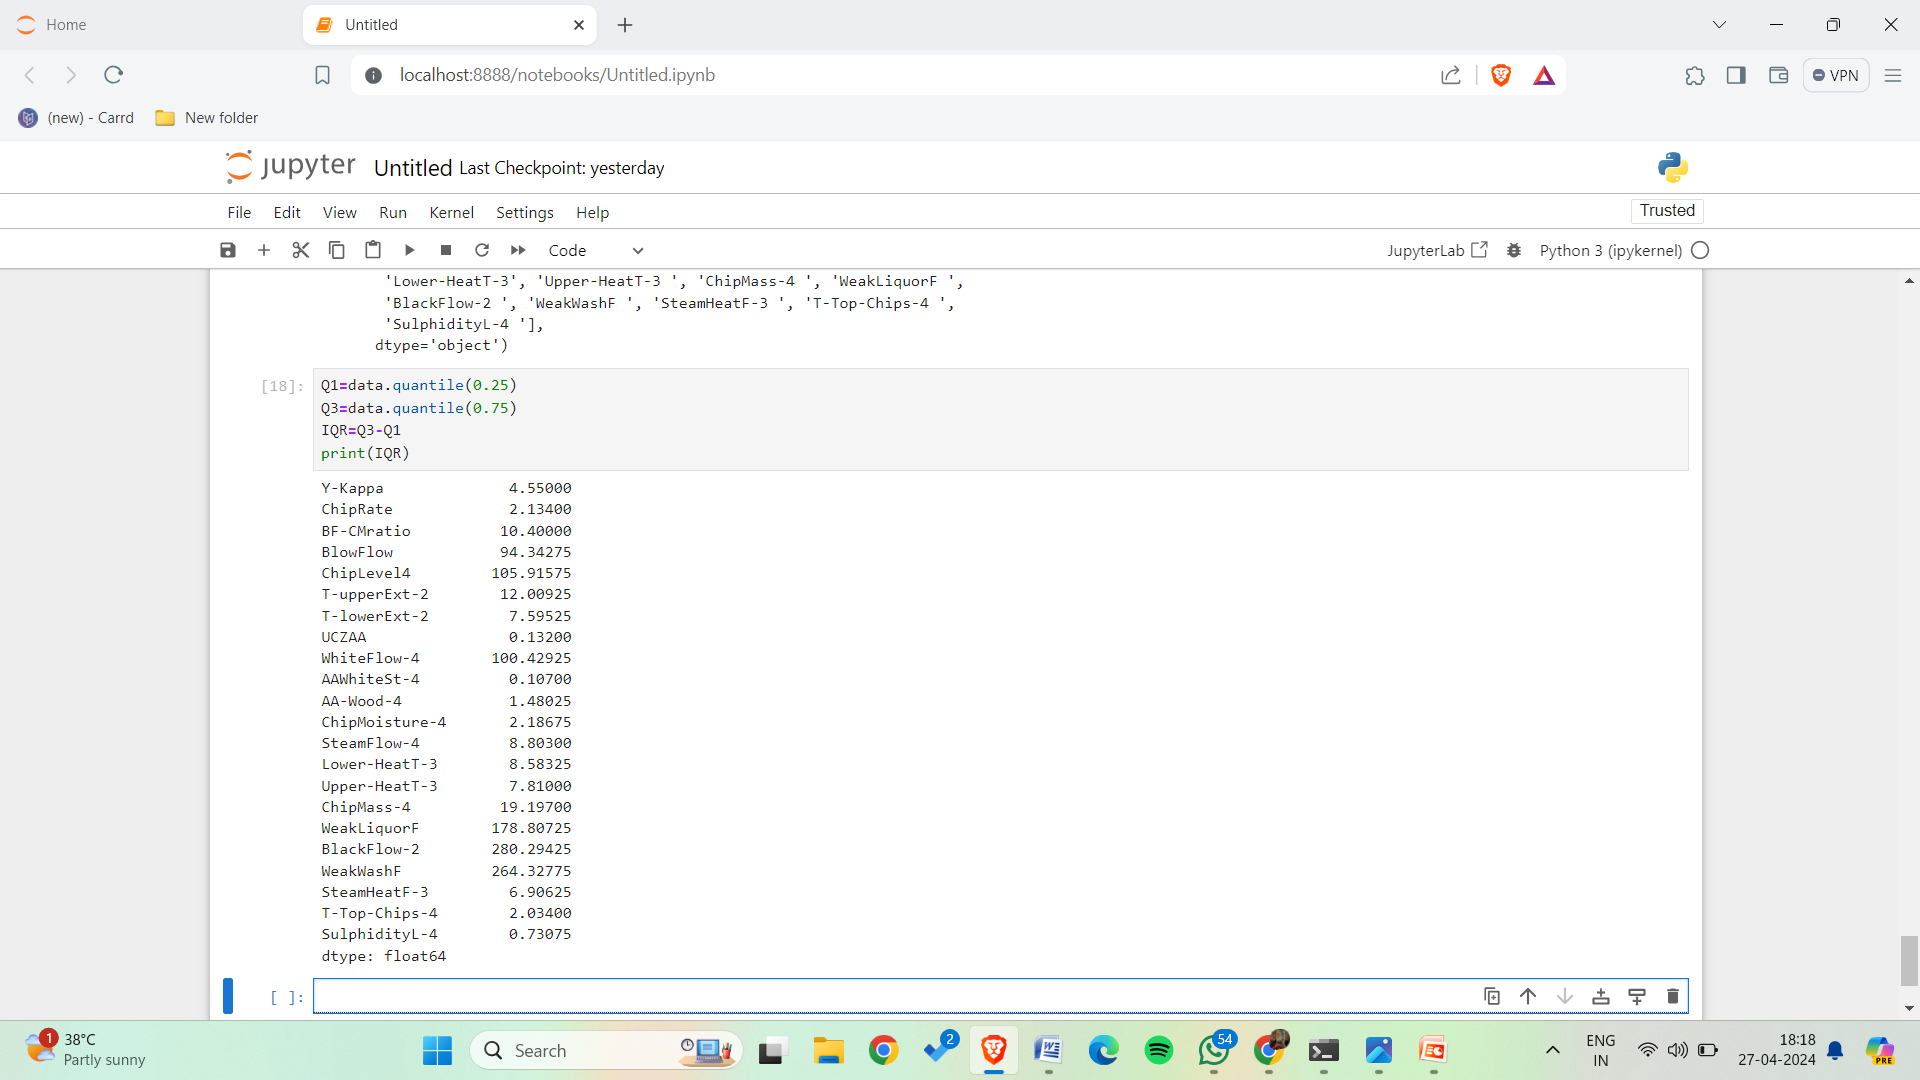 Home
Untitled
localhost:8888/notebooks/Untitled.ipynb
VPN
(new) - Carrd
New folder
jupyter
Untitled Last Checkpoint: yesterday
File Edit View Run Kernel Settings Help
Trusted
Code
JupyterLab
Python 3 (ipykernel)
'Lower-HeatT-3', 'Upper-HeatT-3 ', 'ChipMass-4 ', 'WeakLiquorF ',
'BlackFlow-2 ', 'WeakWashF ', 'SteamHeatF-3 ', 'T-Top-Chips-4 ',
'SulphidityL-4 '],
dtype='object')
[18]:
Q1=data.quantile(0.25)
Q3=data.quantile(0.75)
IQR=Q3-Q1
print(IQR)
Y-Kappa 4.55000
ChipRate 2.13400
BF-CMratio 10.40000
BlowFlow 94.34275
ChipLevel4 105.91575
T-upperExt-2 12.00925
T-lowerExt-2 7.59525
UCZAA 0.13200
WhiteFlow-4 100.42925
AAWhiteSt-4 0.10700
AA-Wood-4 1.48025
ChipMoisture-4 2.18675
SteamFlow-4 8.80300
Lower-HeatT-3 8.58325
Upper-HeatT-3 7.81000
ChipMass-4 19.19700
WeakLiquorF 178.80725
BlackFlow-2 280.29425
WeakWashF 264.32775
SteamHeatF-3 6.90625
T-Top-Chips-4 2.03400
SulphidityL-4 0.73075
dtype: float64
[ ]:
1
38°C
Partly sunny
Search
2
54
ENG
IN
18:18
27-04-2024
PRE